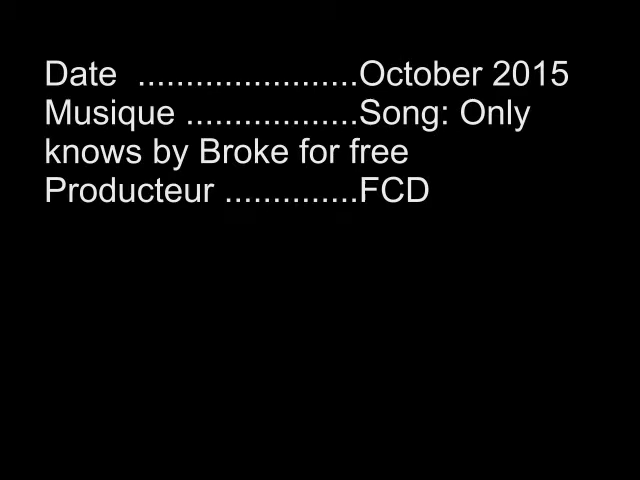 Date .......................October 2015
Musique ..................Song: Only
knows by Broke for free
Producteur ..............FCD